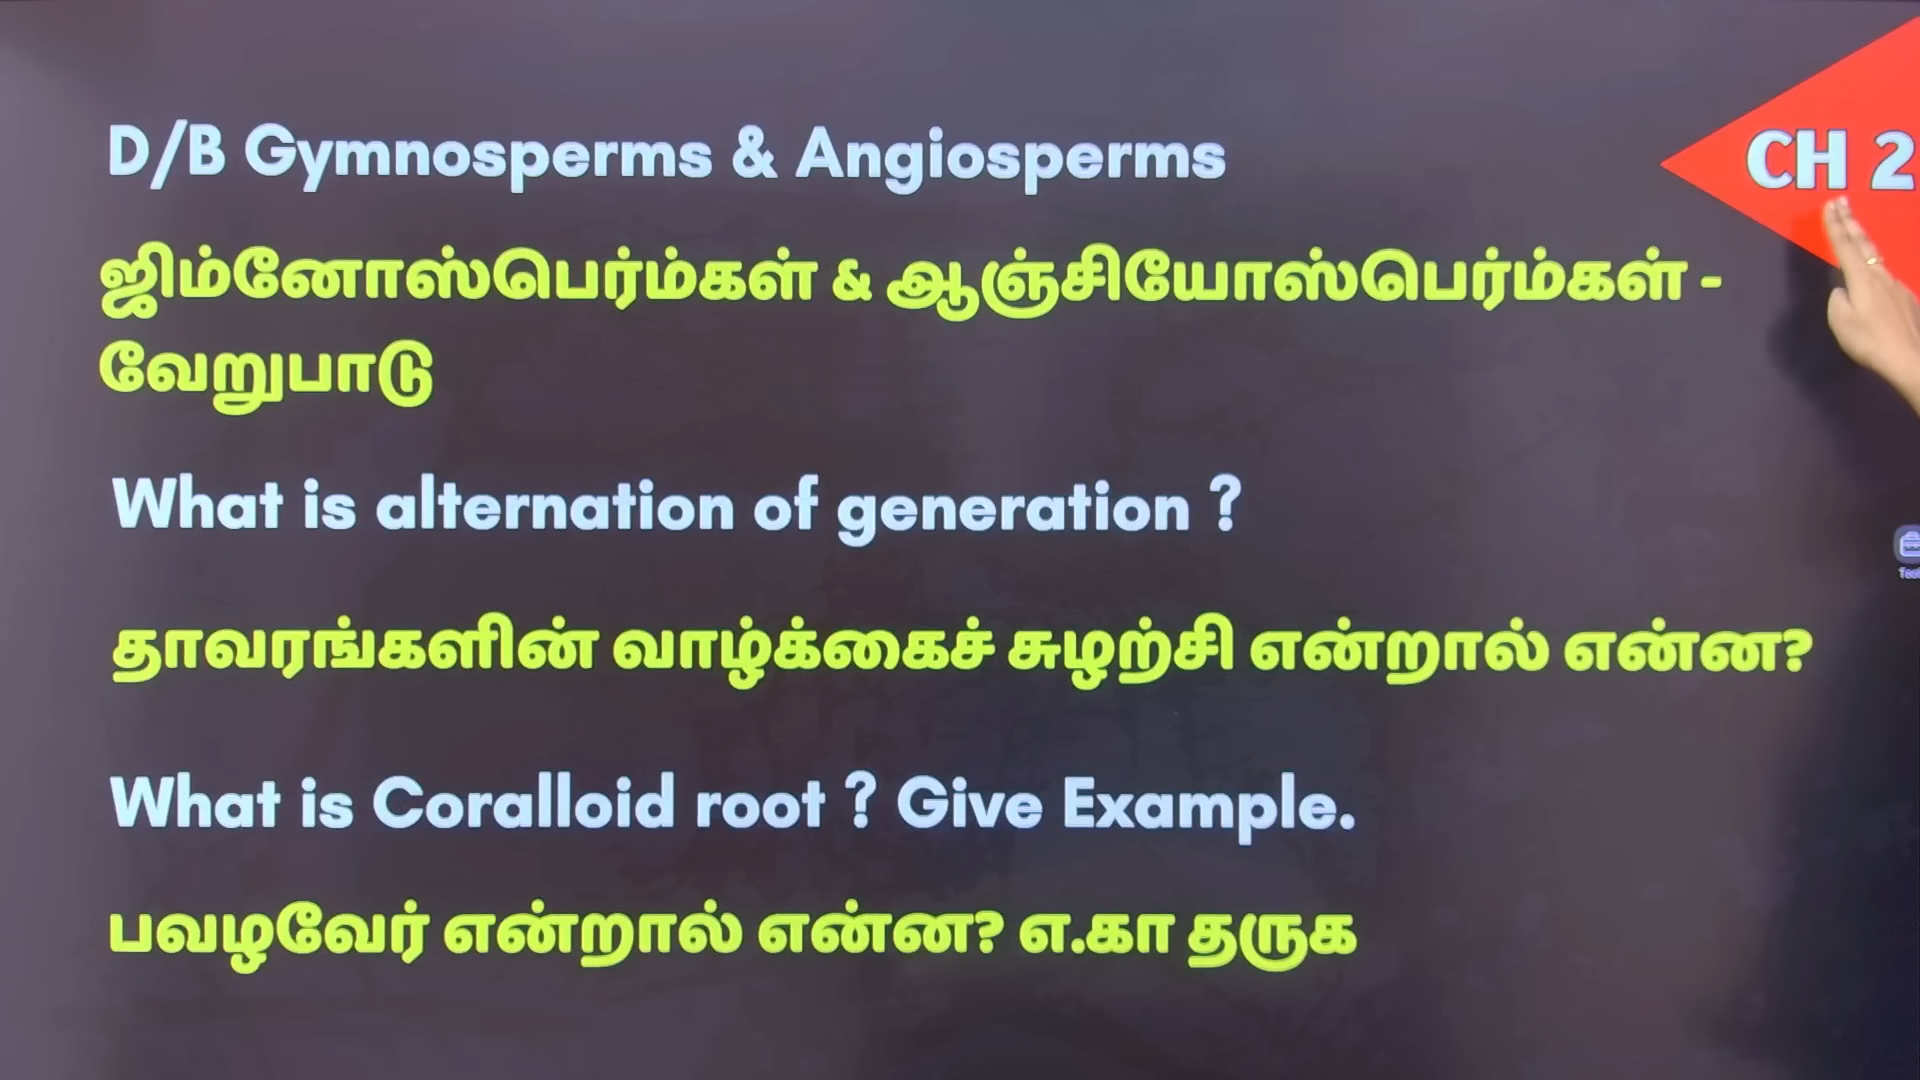 D/B Gymnosperms & Angiosperms
CH 2
ஜிம்னோஸ்பெர்ம்கள் & ஆஞ்சியோஸ்பெர்ம்கள் -
வேறுபாடு
What is alternation of generation ?
தாவரங்களின் வாழ்க்கைச் சுழற்சி என்றால் என்ன?
What is Coralloid root ? Give Example.
பவழவேர் என்றால் என்ன? எ.கா தருக